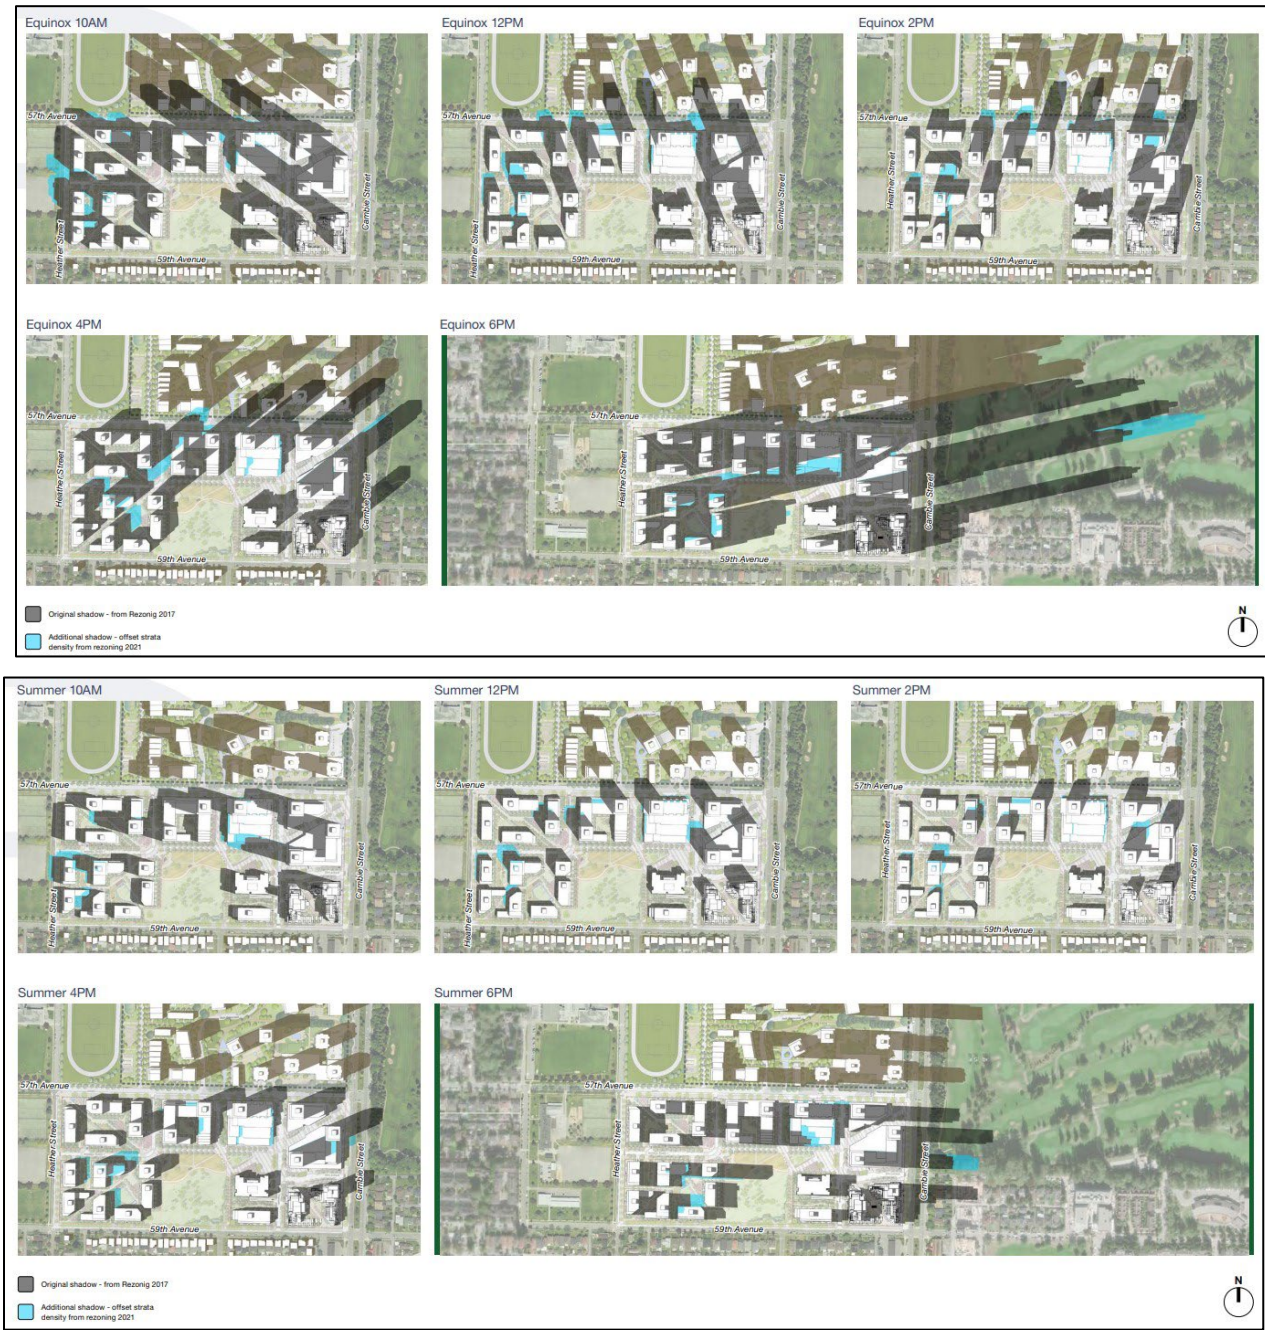 Equinox 10AM
57th Avenue
Heather Street
Cambie Street
59th Avenue
Equinox 12PM
57th Avenue
Heather Street
Cambie Street
59th Avenue
Equinox 2PM
57th Avenue
Heather Street
Cambie Street
59th Avenue
Equinox 4PM
57th Avenue
Heather Street
Cambie Street
59th Avenue
Equinox 6PM
57th Avenue
Heather Street
Cambie Street
59th Avenue
Original shadow - from Rezonig 2017
Additional shadow - offset strata
density from rezoning 2021
N
Summer 10AM
57th Avenue
Heather Street
Cambie Street
59th Avenue
Summer 12PM
57th Avenue
Heather Street
Cambie Street
59th Avenue
Summer 2PM
57th Avenue
Heather Street
Cambie Street
59th Avenue
Summer 4PM
57th Avenue
Heather Street
Cambie Street
59th Avenue
Summer 6PM
57th Avenue
Heather Street
Cambie Street
59th Avenue
Original shadow - from Rezonig 2017
Additional shadow - offset strata
density from rezoning 2021
N